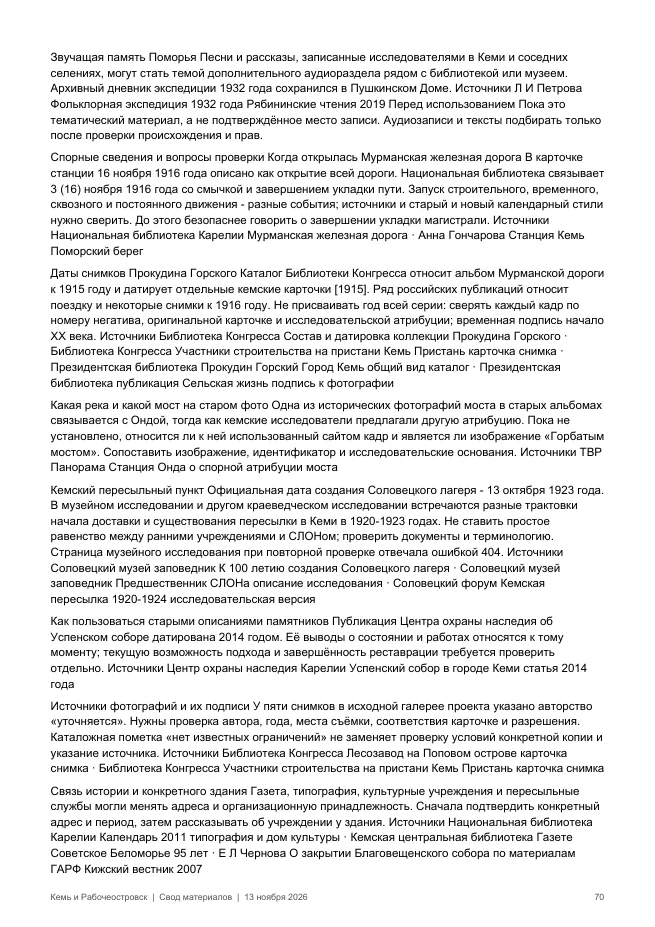 Звучащая память Поморья Песни и рассказы, записанные исследователями в Кеми и соседних
селениях, могут стать темой дополнительного аудиораздела рядом с библиотекой или музеем.
Архивный дневник экспедиции 1932 года сохранился в Пушкинском Доме. Источники Л И Петрова
Фольклорная экспедиция 1932 года Рябининские чтения 2019 Перед использованием Пока это
тематический материал, а не подтверждённое место записи. Аудиозаписи и тексты подбирать только
после проверки происхождения и прав.
Спорные сведения и вопросы проверки Когда открылась Мурманская железная дорога В карточке
станции 16 ноября 1916 года описано как открытие всей дороги. Национальная библиотека связывает
3 (16) ноября 1916 года со смычкой и завершением укладки пути. Запуск строительного, временного,
сквозного и постоянного движения - разные события; источники и старый и новый календарный стили
нужно сверить. До этого безопаснее говорить о завершении укладки магистрали. Источники
Национальная библиотека Карелии Мурманская железная дорога · Анна Гончарова Станция Кемь
Поморский берег
Даты снимков Прокудина Горского Каталог Библиотеки Конгресса относит альбом Мурманской дороги
к 1915 году и датирует отдельные кемские карточки [1915]. Ряд российских публикаций относит
поездку и некоторые снимки к 1916 году. Не присваивать год всей серии: сверять каждый кадр по
номеру негатива, оригинальной карточке и исследовательской атрибуции; временная подпись начало
XX века. Источники Библиотека Конгресса Состав и датировка коллекции Прокудина Горского ·
Библиотека Конгресса Участники строительства на пристани Кемь Пристань карточка снимка ·
Президентская библиотека Прокудин Горский Город Кемь общий вид каталог · Президентская
библиотека публикация Сельская жизнь подпись к фотографии
Какая река и какой мост на старом фото Одна из исторических фотографий моста в старых альбомах
связывается с Ондой, тогда как кемские исследователи предлагали другую атрибуцию. Пока не
установлено, относится ли к ней использованный сайтом кадр и является ли изображение «Горбатым
мостом». Сопоставить изображение, идентификатор и исследовательские основания. Источники ТВР
Панорама Станция Онда о спорной атрибуции моста
Кемский пересыльный пункт Официальная дата создания Соловецкого лагеря - 13 октября 1923 года.
В музейном исследовании и другом краеведческом исследовании встречаются разные трактовки
начала доставки и существования пересылки в Кеми в 1920-1923 годах. Не ставить простое
равенство между ранними учреждениями и СЛОНом; проверить документы и терминологию.
Страница музейного исследования при повторной проверке отвечала ошибкой 404. Источники
Соловецкий музей заповедник К 100 летию создания Соловецкого лагеря · Соловецкий музей
заповедник Предшественник СЛОНа описание исследования · Соловецкий форум Кемская
пересылка 1920-1924 исследовательская версия
Как пользоваться старыми описаниями памятников Публикация Центра охраны наследия об
Успенском соборе датирована 2014 годом. Её выводы о состоянии и работах относятся к тому
моменту; текущую возможность подхода и завершённость реставрации требуется проверить
отдельно. Источники Центр охраны наследия Карелии Успенский собор в городе Кеми статья 2014
года
Источники фотографий и их подписи У пяти снимков в исходной галерее проекта указано авторство
«уточняется». Нужны проверка автора, года, места съёмки, соответствия карточке и разрешения.
Каталожная пометка «нет известных ограничений» не заменяет проверку условий конкретной копии и
указание источника. Источники Библиотека Конгресса Лесозавод на Поповом острове карточка
снимка · Библиотека Конгресса Участники строительства на пристани Кемь Пристань карточка снимка
Связь истории и конкретного здания Газета, типография, культурные учреждения и пересыльные
службы могли менять адреса и организационную принадлежность. Сначала подтвердить конкретный
адрес и период, затем рассказывать об учреждении у здания. Источники Национальная библиотека
Карелии Календарь 2011 типография и дом культуры · Кемская центральная библиотека Газете
Советское Беломорье 95 лет · Е Л Чернова О закрытии Благовещенского собора по материалам
ГАРФ Кижский вестник 2007
Кемь и Рабочеостровск | Свод материалов | 13 ноября 2026 70